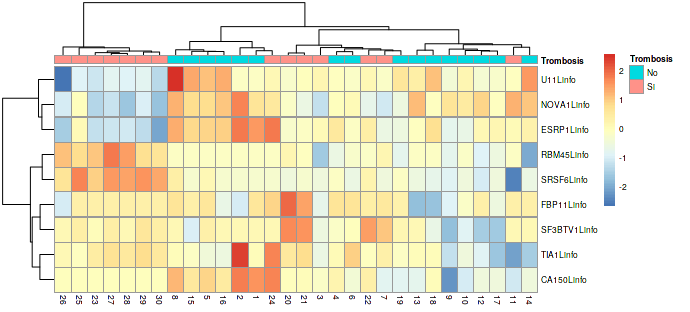 Trombosis
U11Linfo
NOVA1Linfo
ESRP1Linfo
RBM45Linfo
SRSF6Linfo
FBP11Linfo
SF3BTV1Linfo
TIA1Linfo
CA150Linfo
26 25 23 27 28 29 30 8 15 5 16 2 1 24 20 21 3 4 6 22 7 19 13 18 9 10 12 17 11 14
2
1
0
-1
-2
Trombosis
No
SI